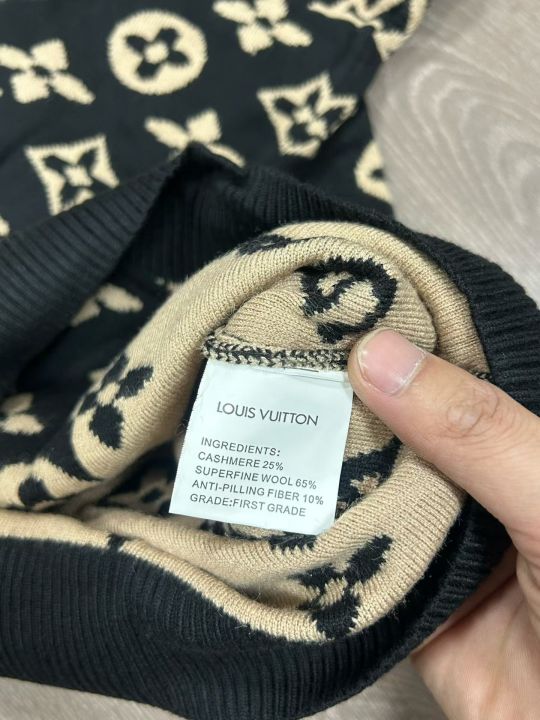 LOUIS VUITTON
INGREDIENTS:
CASHMERE 25%
SUPERFINE WOOL 65%
ANTI-PILLING FIBER 10%
GRADE:FIRST GRADE